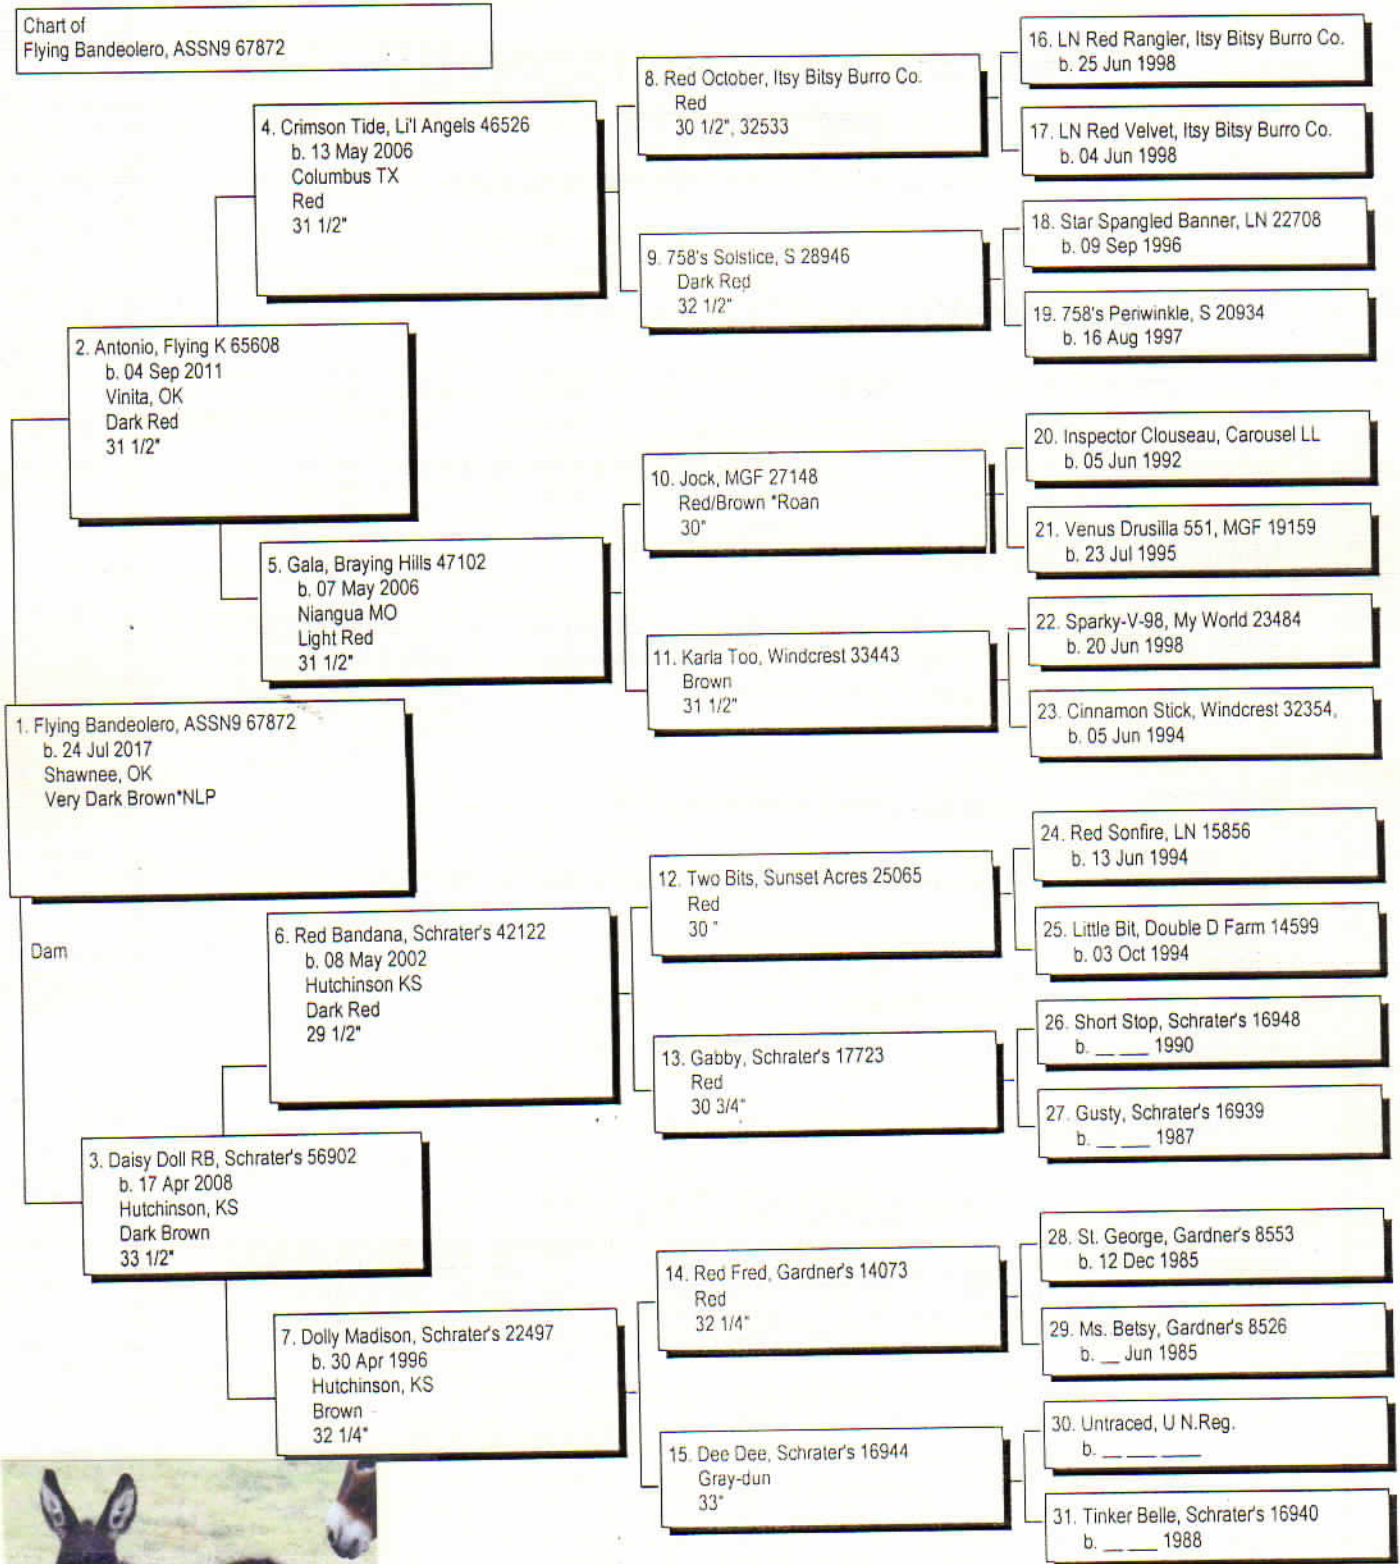 Chart of
Flying Bandeolero, ASSN9 67872
1. Flying Bandeolero, ASSN9 67872
b. 24 Jul 2017
Shawnee, OK
Very Dark Brown*NLP
Dam
2. Antonio, Flying K 65608
b. 04 Sep 2011
Vinita, OK
Dark Red
31 1/2"
3. Daisy Doll RB, Schrater's 56902
b. 17 Apr 2008
Hutchinson, KS
Dark Brown
33 1/2"
4. Crimson Tide, Li'l Angels 46526
b. 13 May 2006
Columbus TX
Red
31 1/2"
5. Gala, Braying Hills 47102
b. 07 May 2006
Niangua MO
Light Red
31 1/2"
6. Red Bandana, Schrater's 42122
b. 08 May 2002
Hutchinson KS
Dark Red
29 1/2"
7. Dolly Madison, Schrater's 22497
b. 30 Apr 1996
Hutchinson, KS
Brown
32 1/4"
8. Red October, Itsy Bitsy Burro Co.
Red
30 1/2", 32533
9. 758's Solstice, S 28946
Dark Red
32 1/2"
10. Jock, MGF 27148
Red/Brown *Roan
30"
11. Karla Too, Windcrest 33443
Brown
31 1/2"
12. Two Bits, Sunset Acres 25065
Red
30 "
13. Gabby, Schrater's 17723
Red
30 3/4"
14. Red Fred, Gardner's 14073
Red
32 1/4"
15. Dee Dee, Schrater's 16944
Gray-dun
33"
16. LN Red Rangler, Itsy Bitsy Burro Co.
b. 25 Jun 1998
17. LN Red Velvet, Itsy Bitsy Burro Co.
b. 04 Jun 1998
18. Star Spangled Banner, LN 22708
b. 09 Sep 1996
19. 758's Periwinkle, S 20934
b. 16 Aug 1997
20. Inspector Clouseau, Carousel LL
b. 05 Jun 1992
21. Venus Drusilla 551, MGF 19159
b. 23 Jul 1995
22. Sparky-V-98, My World 23484
b. 20 Jun 1998
23. Cinnamon Stick, Windcrest 32354,
b. 05 Jun 1994
24. Red Sonfire, LN 15856
b. 13 Jun 1994
25. Little Bit, Double D Farm 14599
b. 03 Oct 1994
26. Short Stop, Schrater's 16948
b. __ ___ 1990
27. Gusty, Schrater's 16939
b. __ ___ 1987
28. St. George, Gardner's 8553
b. 12 Dec 1985
29. Ms. Betsy, Gardner's 8526
b. __ Jun 1985
30. Untraced, U N.Reg.
b. __ ___ ____
31. Tinker Belle, Schrater's 16940
b. __ ___ 1988